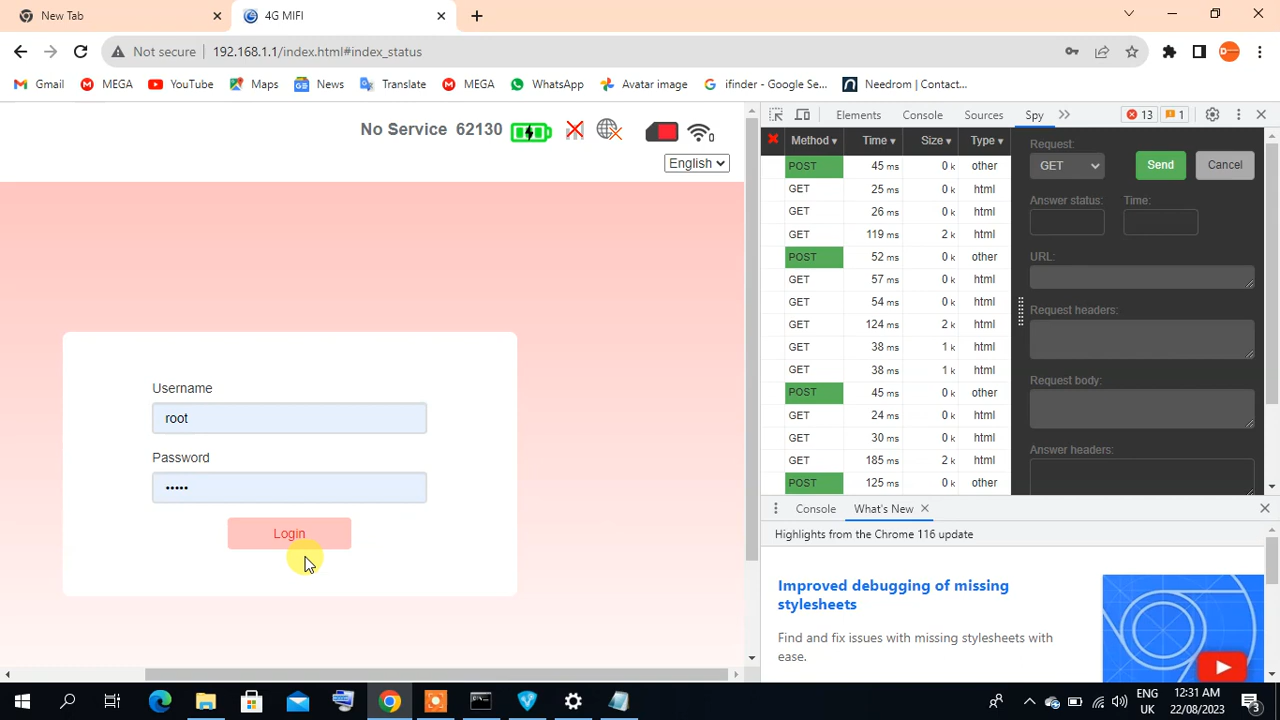 New Tab
4G MIFI
Not secure
192.168.1.1/index.html#index_status
Gmail
MEGA
YouTube
Maps
News
Translate
MEGA
WhatsApp
Avatar image
ifinder - Google Se...
Needrom | Contact...
No Service 62130
0
English
Username
root
Password
•••••
Login
Elements
Console
Sources
Spy
13
1
Method Time Size Type
POST 45 ms 0 k other
GET 25 ms 0 k html
GET 26 ms 0 k html
GET 119 ms 2 k html
POST 52 ms 0 k other
GET 57 ms 0 k html
GET 54 ms 0 k html
GET 124 ms 2 k html
GET 38 ms 1 k html
GET 38 ms 1 k html
POST 45 ms 0 k other
GET 24 ms 0 k html
GET 30 ms 0 k html
GET 185 ms 2 k html
POST 125 ms 0 k other
Request:
GET
Send
Cancel
Answer status:
Time:
URL:
Request headers:
Request body:
Answer headers:
Console
What's New
Highlights from the Chrome 116 update
Improved debugging of missing
stylesheets
Find and fix issues with missing stylesheets with
ease.
ENG
UK
12:31 AM
22/08/2023
3